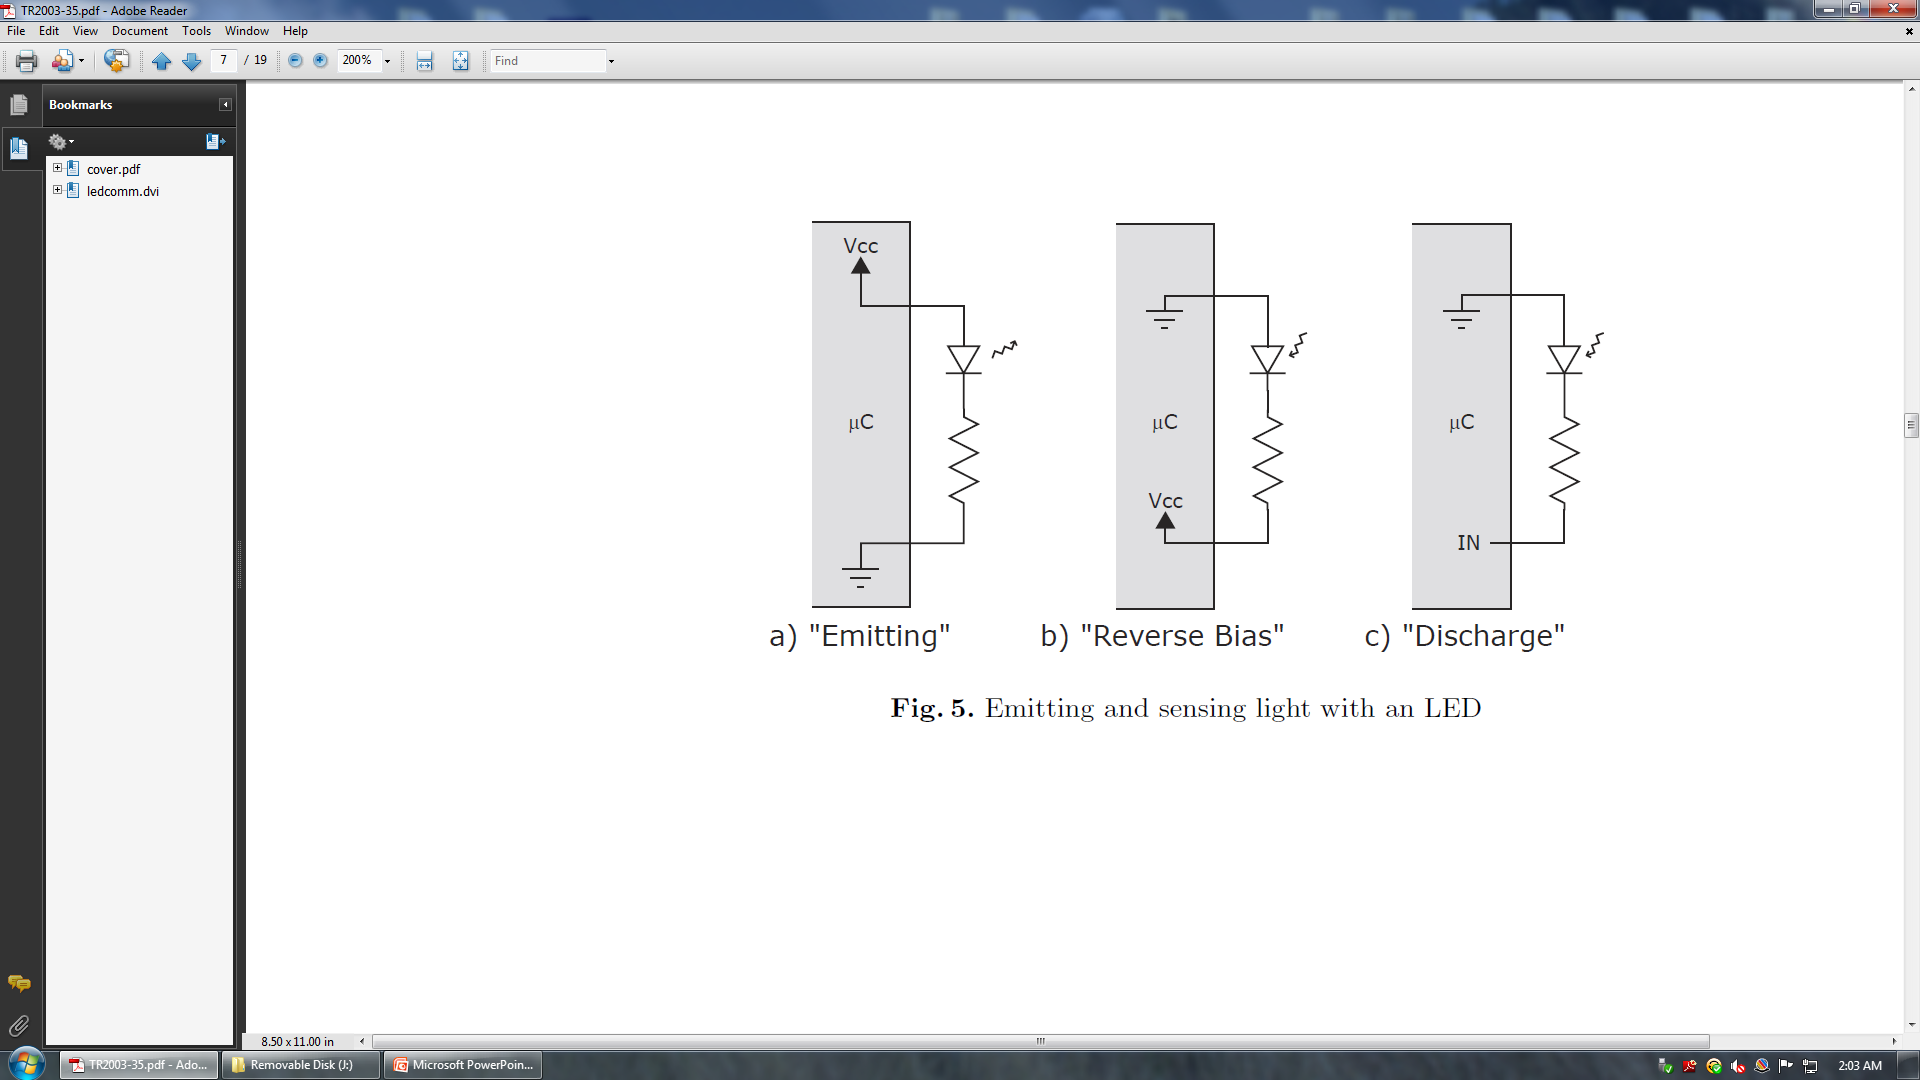 TR2003-35.pdf - Adobe Reader
File Edit View Document Tools Window Help
7 / 19 200% Find
Bookmarks
cover.pdf
ledcomm.dvi
Vcc
μC
a) "Emitting"
μC
Vcc
b) "Reverse Bias"
μC
IN
c) "Discharge"
Fig. 5. Emitting and sensing light with an LED
8.50 x 11.00 in
TR2003-35.pdf - Ado... Removable Disk (J:) Microsoft PowerPoin... 2:03 AM